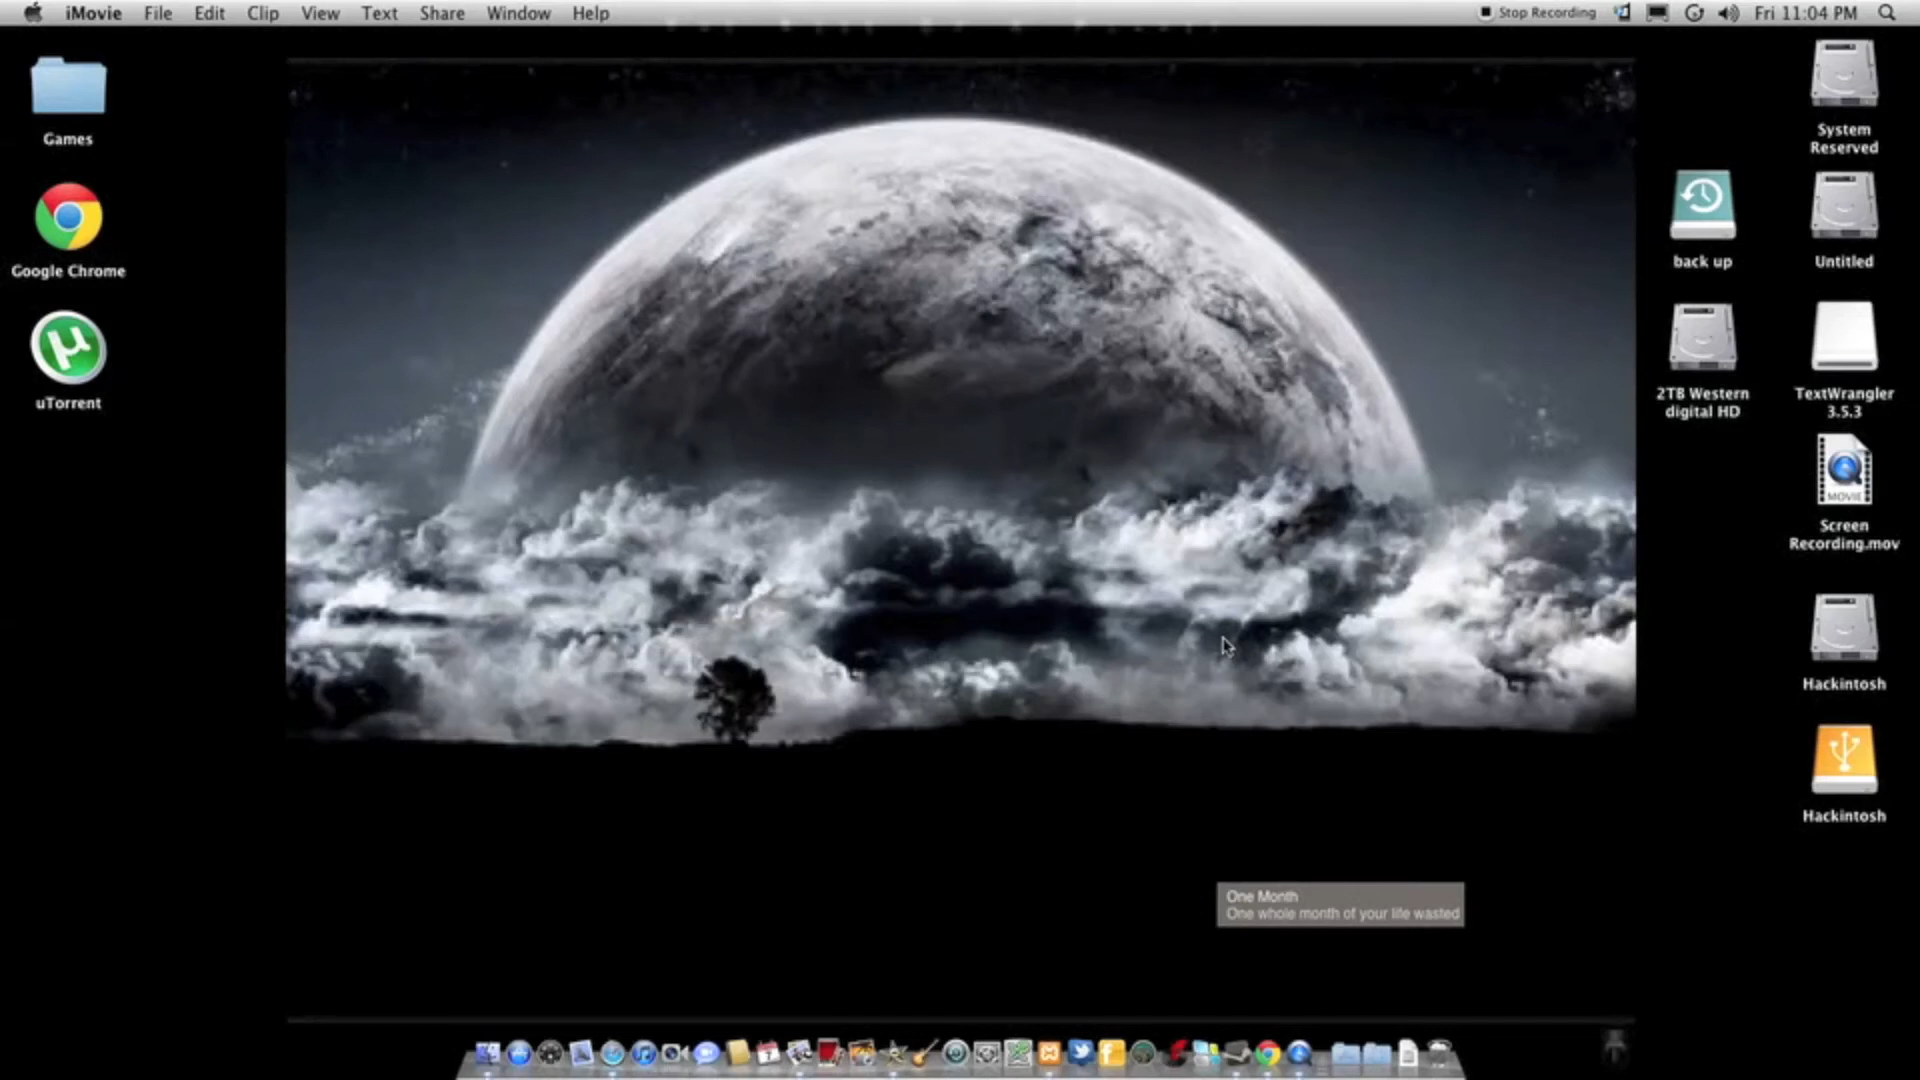 iMovie File Edit Clip View Text Share Window Help
Stop Recording Fri 11:04 PM
Games
Google Chrome
uTorrent
System
Reserved
back up
Untitled
2TB Western
digital HD
TextWrangler
3.5.3
MOVIE
Screen
Recording.mov
Hackintosh
Hackintosh
One Month
One whole month of your life wasted